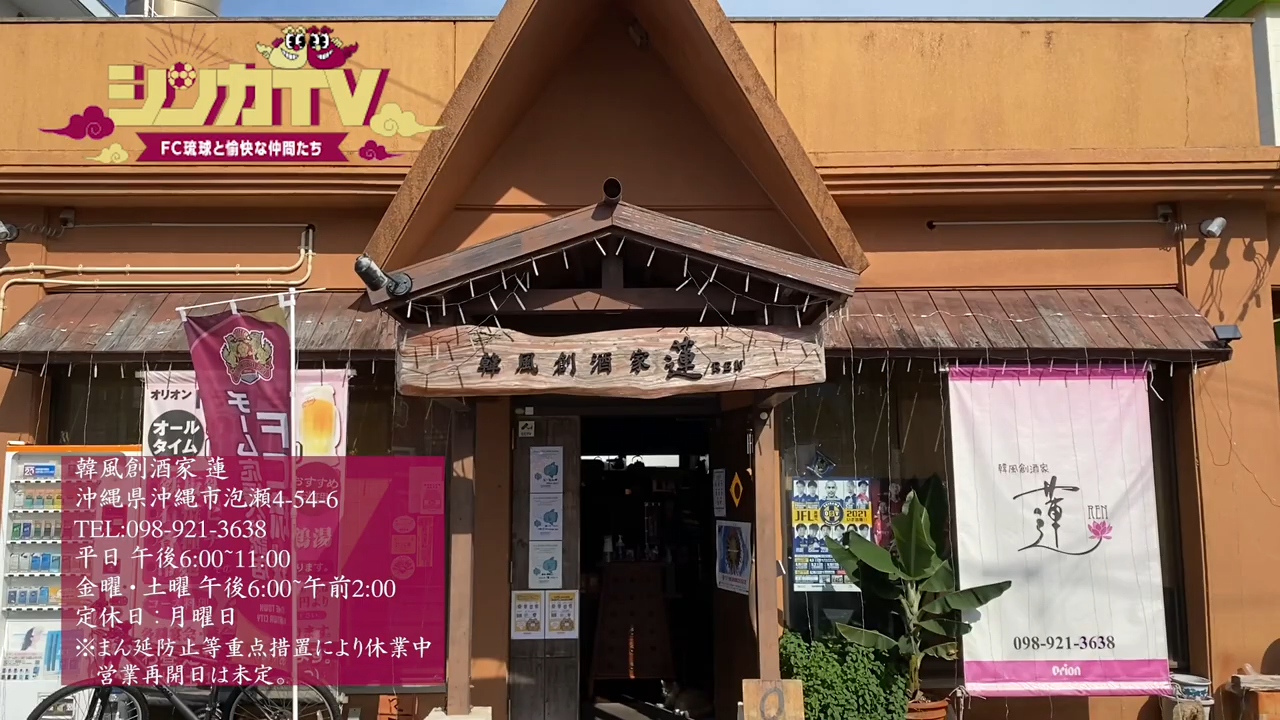 シンカTV
FC琉球と愉快な仲間たち
韓風創酒家 蓮 REN
オリオン
オール
タイム
チーム
韓風創酒家 蓮
沖縄県沖縄市泡瀬4-54-6
TEL:098-921-3638
平日 午後6:00~11:00
金曜・土曜 午後6:00~午前2:00
定休日：月曜日
※まん延防止等重点措置により休業中
営業再開日は未定。
JFL
2021
韓風創酒家
蓮
REN
098-921-3638
Orion